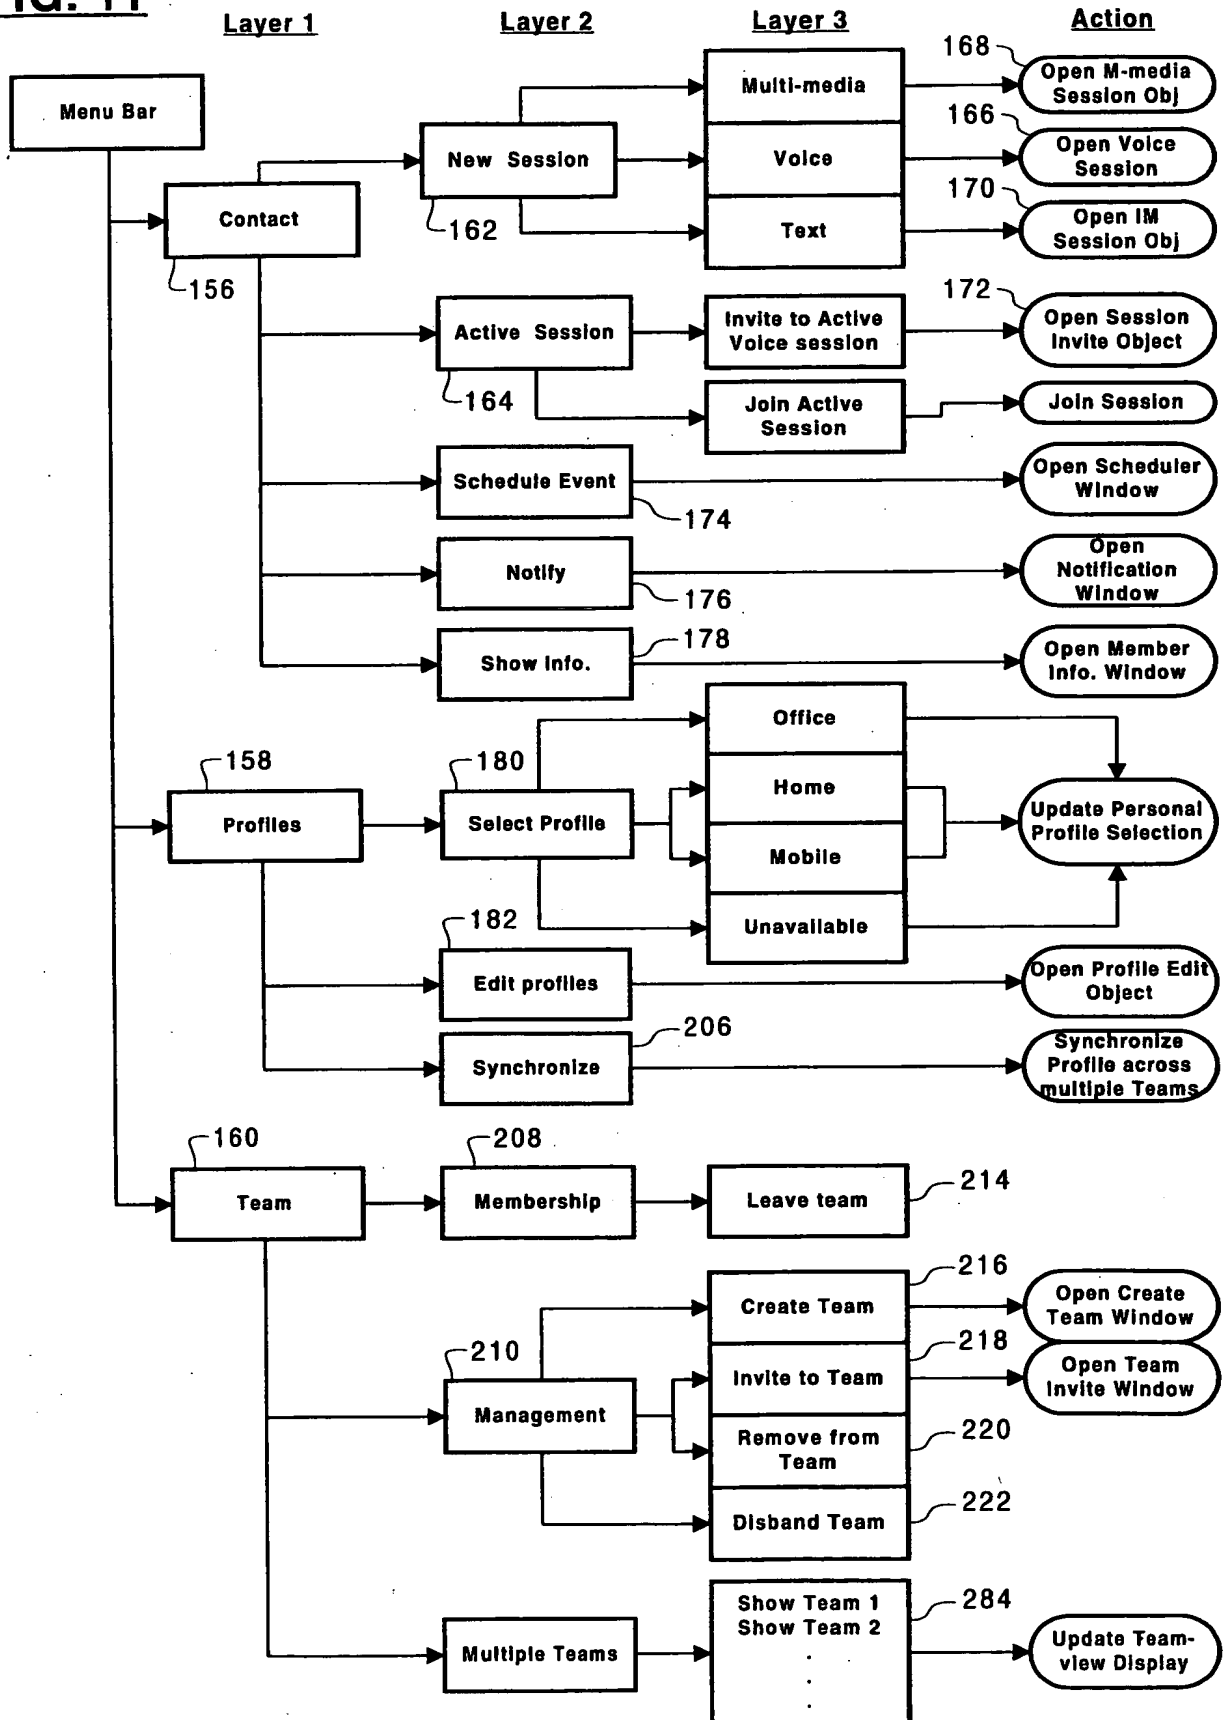 Layer 1
Layer 2
Layer 3
Action
Menu Bar
168
Multi-media
Open M-media
Session Obj
166
New Session
Voice
Open Voice
Session
162
170
Contact
Text
Open IM
Session Obj
156
172
Active Session
Invite to Active
Voice session
Open Session
Invite Object
164
Join Active
Session
Join Session
Schedule Event
Open Scheduler
Window
174
Notify
Open
Notification
Window
176
178
Show Info.
Open Member
Info. Window
Office
158
180
Home
Profiles
Select Profile
Update Personal
Profile Selection
Mobile
Unavailable
182
Edit profiles
Open Profile Edit
Object
206
Synchronize
Synchronize
Profile across
multiple Teams
160
208
Team
Membership
Leave team
214
216
Create Team
Open Create
Team Window
210
218
Invite to Team
Open Team
Invite Window
Management
Remove from
Team
220
Disband Team
222
Show Team 1
Show Team 2
.
.
.
284
Multiple Teams
Update Team-
view Display